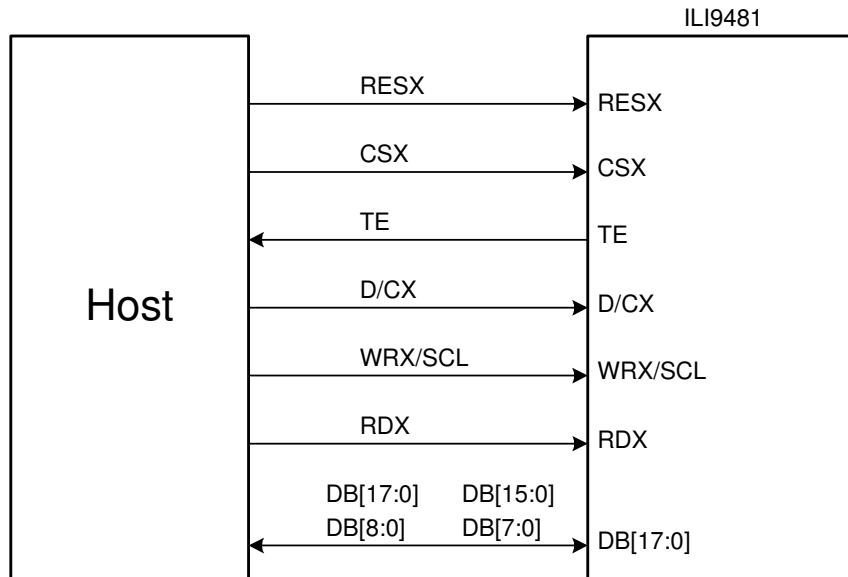 ILI9481
RESX
RESX
CSX
CSX
TE
TE
Host
D/CX
D/CX
WRX/SCL
WRX/SCL
RDX
RDX
DB[17:0] DB[15:0]
DB[8:0] DB[7:0]
DB[17:0]